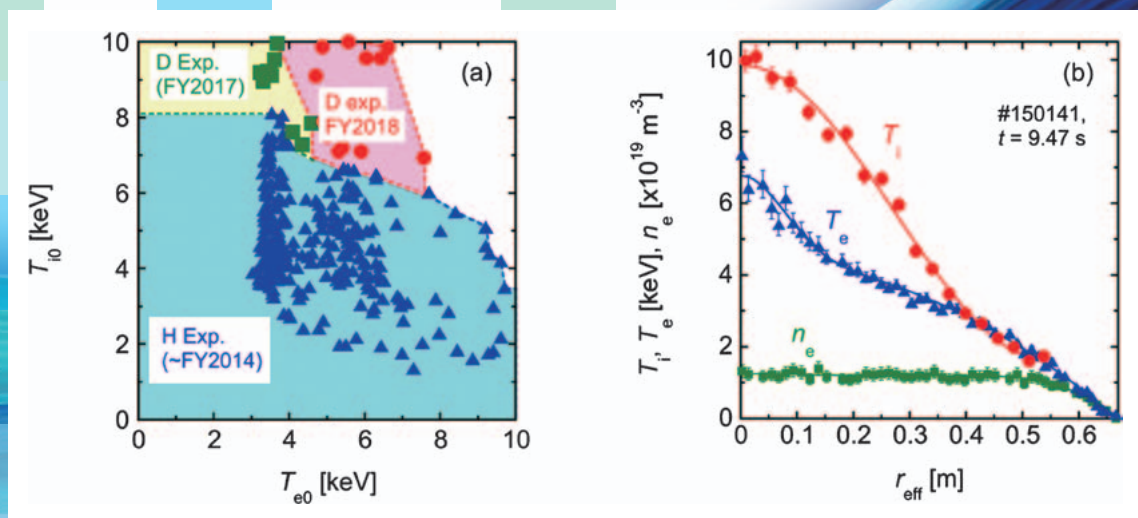 (a)
D Exp.
(FY2017)
D exp.
FY2018
H Exp.
(~FY2014)
10
8
6
4
2
0
T_i0 [keV]
0 2 4 6 8 10
T_e0 [keV]
(b)
#150141,
t = 9.47 s
T_i
T_e
n_e
10
8
6
4
2
0
T_i, T_e [keV], n_e [x10^19 m^-3]
0 0.1 0.2 0.3 0.4 0.5 0.6
r_eff [m]